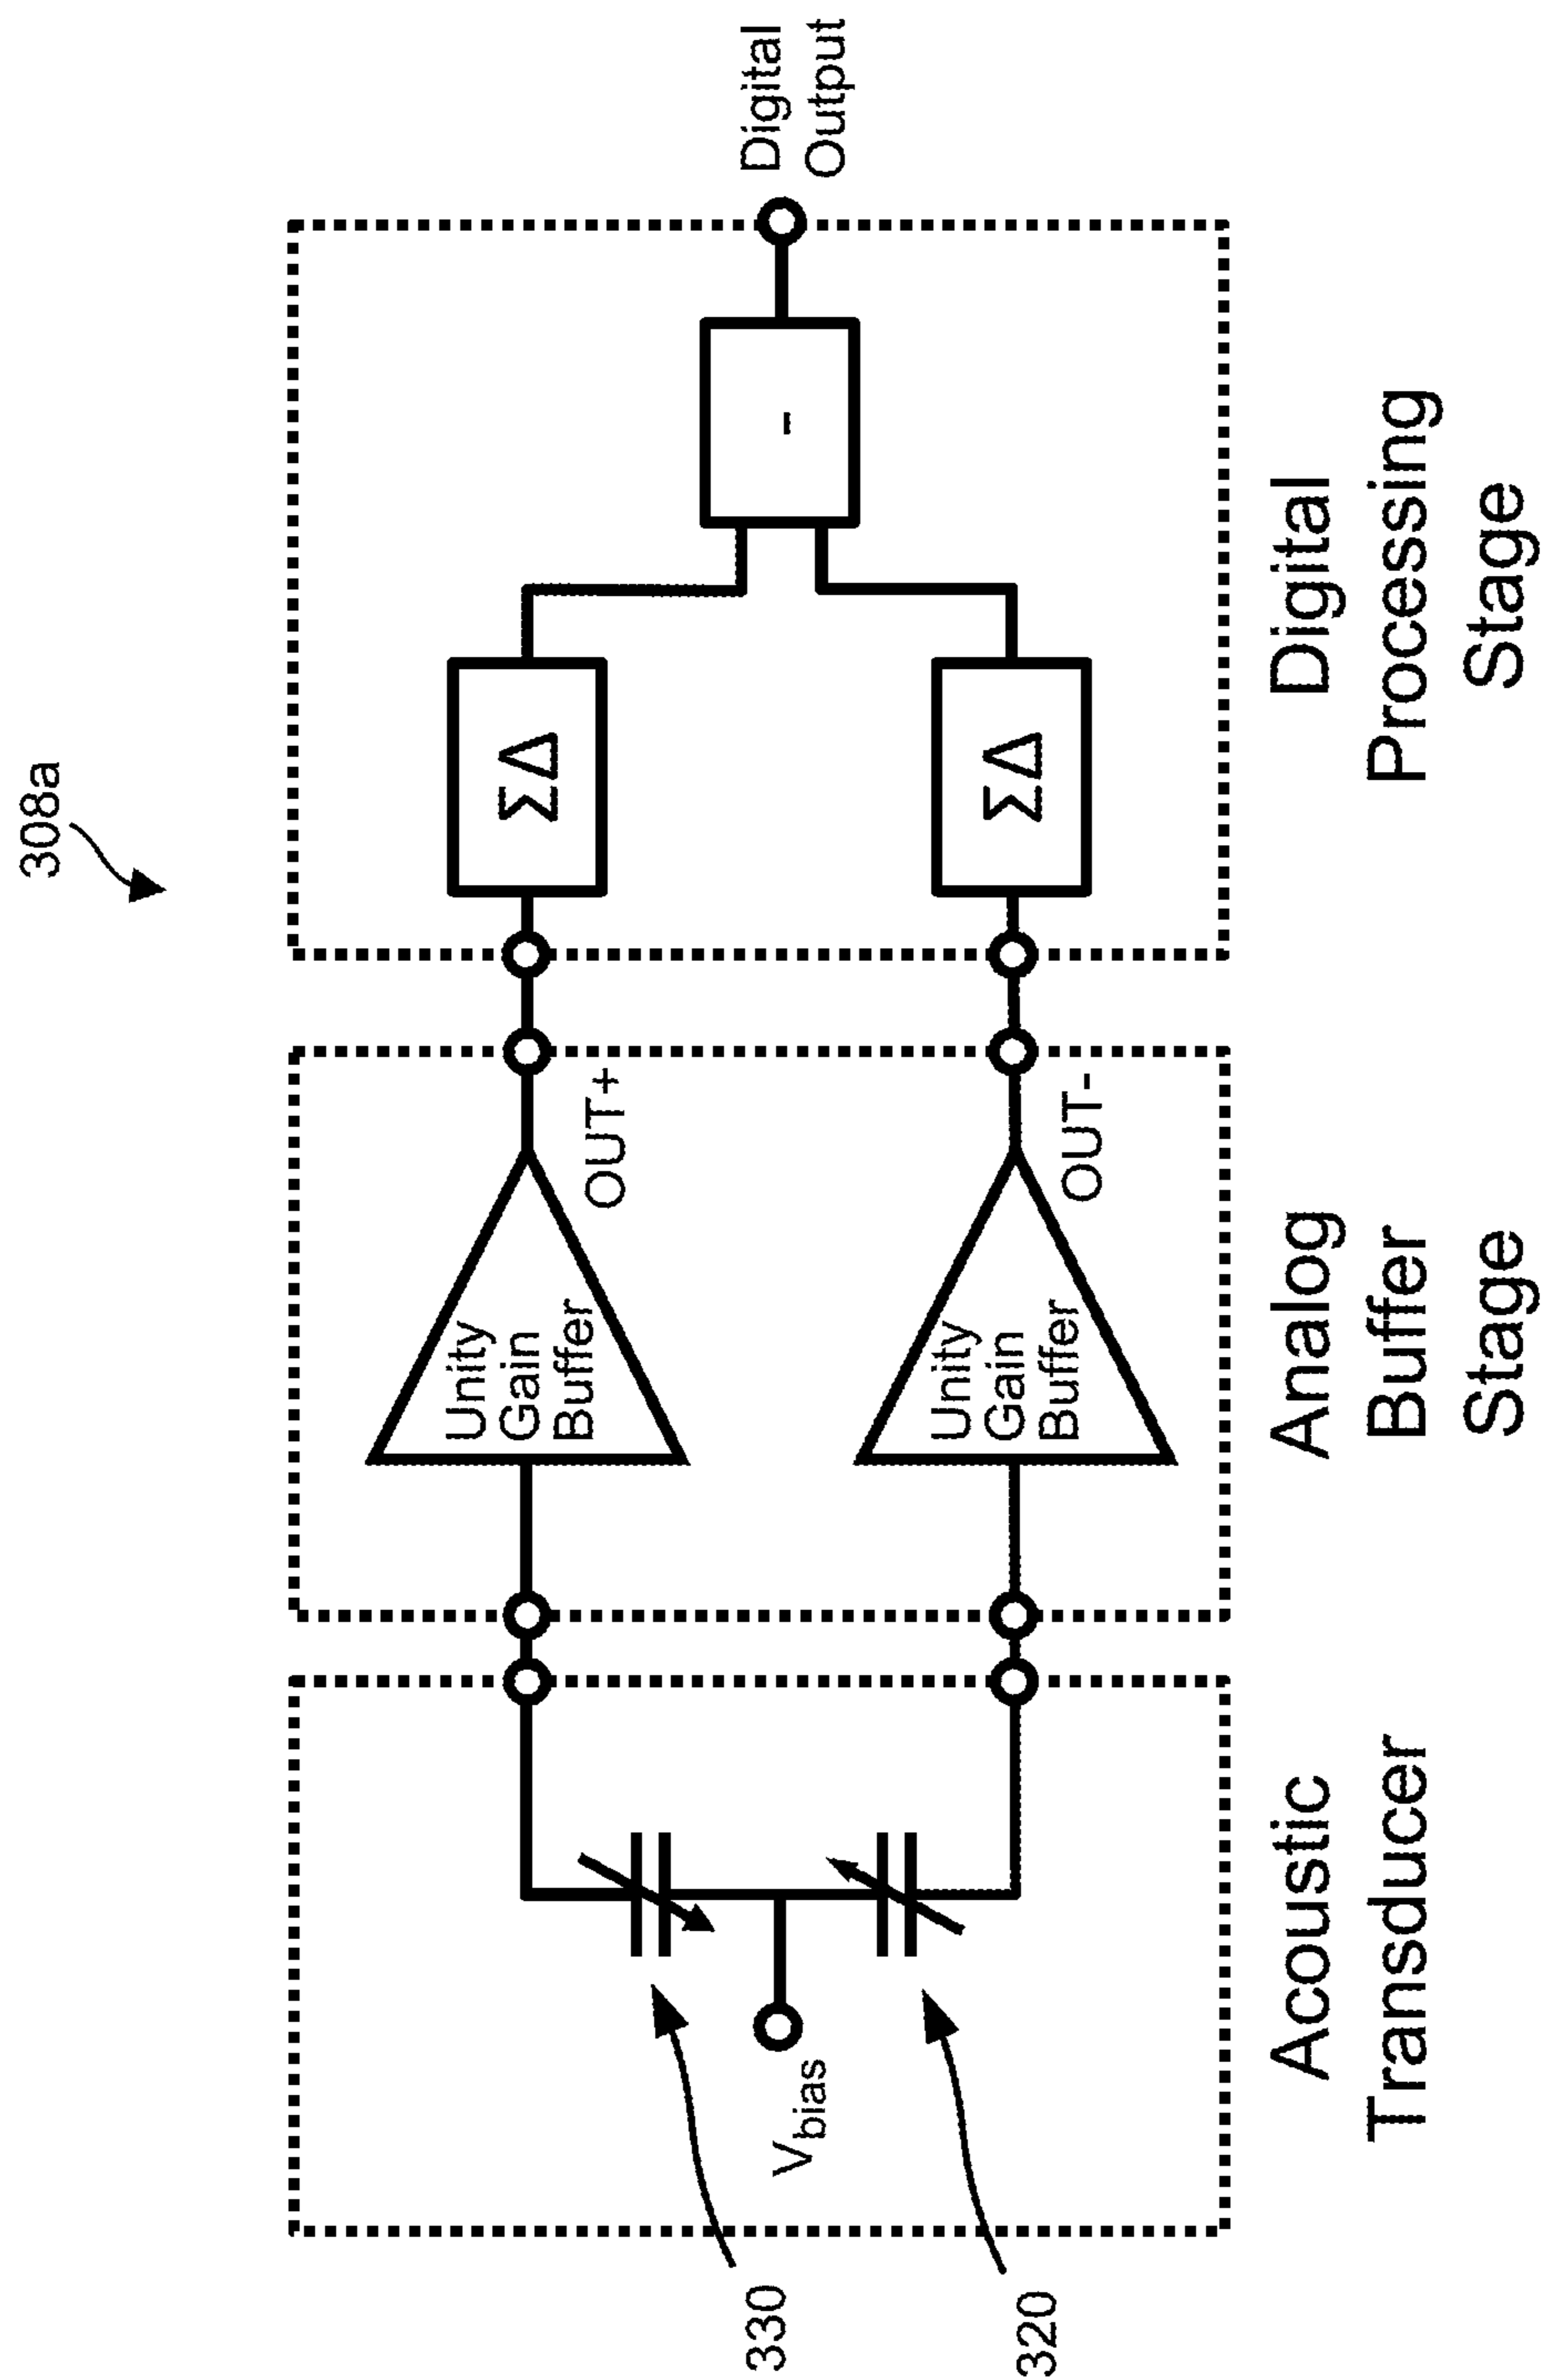 308a
330
320
Vbias
Unity
Gain
Buffer
OUT+
Unity
Gain
Buffer
OUT-
ΣΔ
ΣΔ
-
Digital
Output
Acoustic
Transducer
Analog
Buffer
Stage
Digital
Processing
Stage